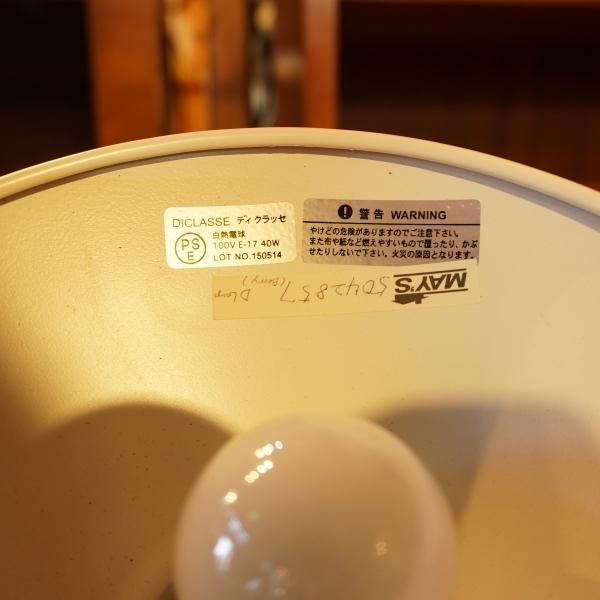 DICLASSE ディ クラッセ
PS
E
白熱電球
100V E-17 40W
LOT NO.150514
警告 WARNING
やけどの危険がありますのでご注意下さい。
また布や紙など燃えやすいもので覆ったり、かぶ
せたりしないで下さい。火災の原因となります。
MAY'S
5042857
D Lamp
(Berry)